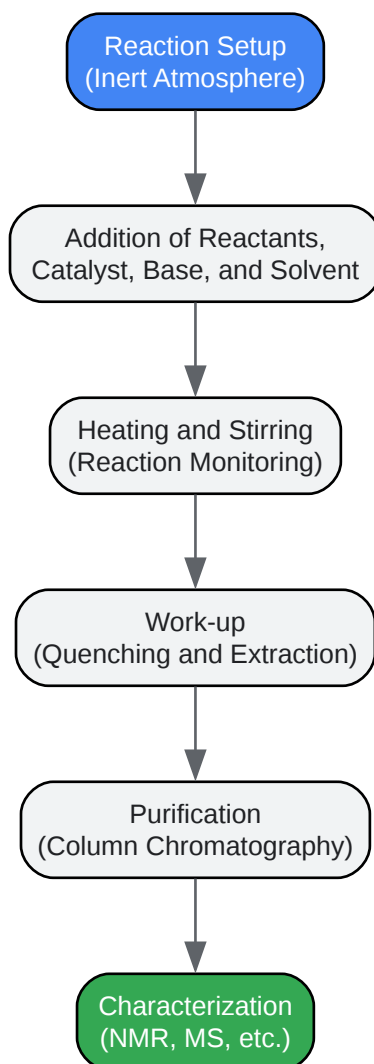 Reaction Setup
(Inert Atmosphere)
Addition of Reactants,
Catalyst, Base, and Solvent
Heating and Stirring
(Reaction Monitoring)
Work-up
(Quenching and Extraction)
Purification
(Column Chromatography)
Characterization
(NMR, MS, etc.)